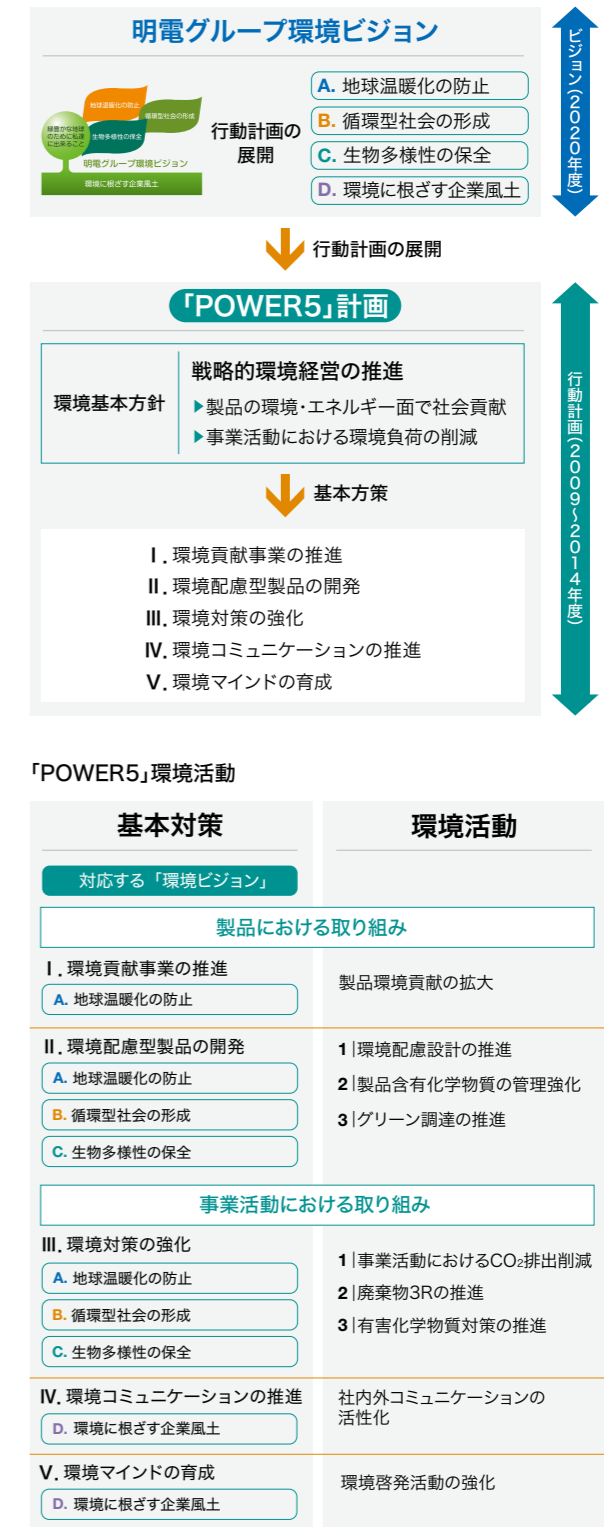 明電グループ環境ビジョン
地球温暖化の防止
循環型社会の形成
緑豊かな地球
のために私達
に出来ること
生物多様性の保全
明電グループ環境ビジョン
環境に根ざす企業風土
行動計画の
展開
A. 地球温暖化の防止
B. 循環型社会の形成
C. 生物多様性の保全
D. 環境に根ざす企業風土
ビジョン（2020年度）
行動計画の展開
「POWER5」計画
環境基本方針
戦略的環境経営の推進
▶製品の環境・エネルギー面で社会貢献
▶事業活動における環境負荷の削減
基本方策
Ⅰ. 環境貢献事業の推進
Ⅱ. 環境配慮型製品の開発
Ⅲ. 環境対策の強化
Ⅳ. 環境コミュニケーションの推進
Ⅴ. 環境マインドの育成
行動計画（2009〜2014年度）
「POWER5」環境活動
基本対策
環境活動
対応する「環境ビジョン」
製品における取り組み
Ⅰ. 環境貢献事業の推進
A. 地球温暖化の防止
製品環境貢献の拡大
Ⅱ. 環境配慮型製品の開発
A. 地球温暖化の防止
B. 循環型社会の形成
C. 生物多様性の保全
1|環境配慮設計の推進
2|製品含有化学物質の管理強化
3|グリーン調達の推進
事業活動における取り組み
Ⅲ. 環境対策の強化
A. 地球温暖化の防止
B. 循環型社会の形成
C. 生物多様性の保全
1|事業活動におけるCO₂排出削減
2|廃棄物3Rの推進
3|有害化学物質対策の推進
Ⅳ. 環境コミュニケーションの推進
D. 環境に根ざす企業風土
社内外コミュニケーションの
活性化
Ⅴ. 環境マインドの育成
D. 環境に根ざす企業風土
環境啓発活動の強化